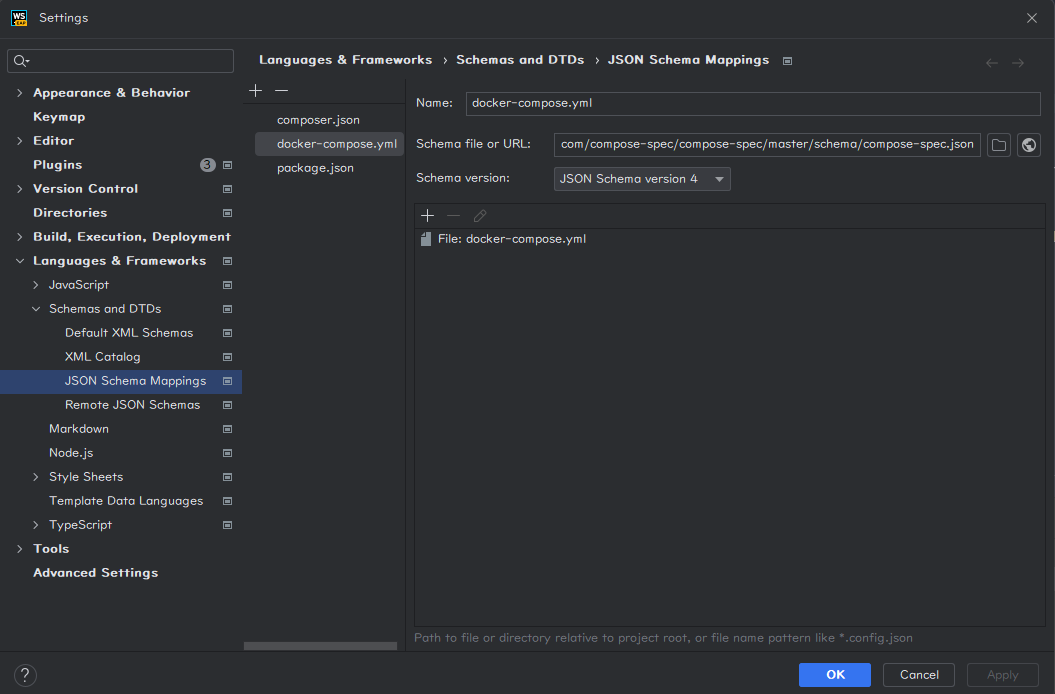 WS
EAP
Settings
Languages & Frameworks › Schemas and DTDs › JSON Schema Mappings
Appearance & Behavior
Keymap
Editor
Plugins 3
Version Control
Directories
Build, Execution, Deployment
Languages & Frameworks
JavaScript
Schemas and DTDs
Default XML Schemas
XML Catalog
JSON Schema Mappings
Remote JSON Schemas
Markdown
Node.js
Style Sheets
Template Data Languages
TypeScript
Tools
Advanced Settings
composer.json
docker-compose.yml
package.json
Name: docker-compose.yml
Schema file or URL: com/compose-spec/compose-spec/master/schema/compose-spec.json
Schema version: JSON Schema version 4
File: docker-compose.yml
Path to file or directory relative to project root, or file name pattern like *.config.json
?
OK
Cancel
Apply